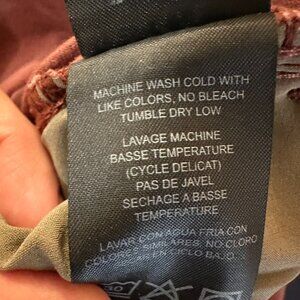 MACHINE WASH COLD WITH
LIKE COLORS, NO BLEACH
TUMBLE DRY LOW
LAVAGE MACHINE
BASSE TEMPERATURE
(CYCLE DELICAT)
PAS DE JAVEL
SECHAGE A BASSE
TEMPERATURE
LAVAR CON AGUA FRIA CON
COLORES SIMILARES, NO CLORO
EN CICLO BAJO.
30